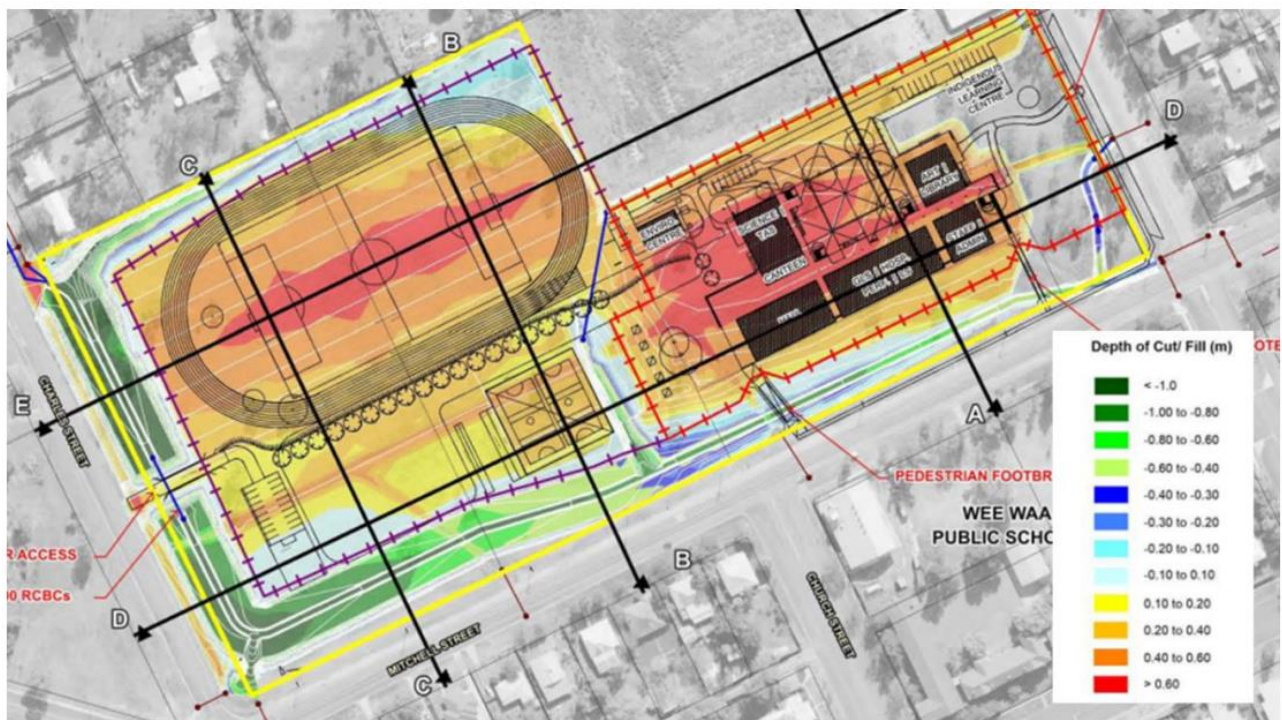 B
C
INDIGENOUS
LEARNING
CENTRE
D
ART |
LIBRARY
STAFF |
ADMIN
ENVIRO
CENTRE
SCIENCE
TAS
CANTEEN
GLS | HOSP.
E
CHARLES STREET
A
PEDESTRIAN FOOTBR
WEE WAA
PUBLIC SCHO
R ACCESS
00 RCBCs
D
B
C
MITCHELL STREET
CHURCH STREET
OTE
Depth of Cut/ Fill (m)
< -1.0
-1.00 to -0.80
-0.80 to -0.60
-0.60 to -0.40
-0.40 to -0.30
-0.30 to -0.20
-0.20 to -0.10
-0.10 to 0.10
0.10 to 0.20
0.20 to 0.40
0.40 to 0.60
> 0.60